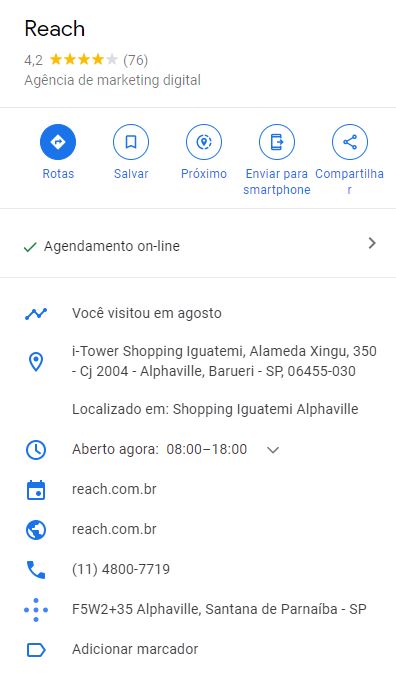 Reach
4,2 (76)
Agência de marketing digital
Rotas
Salvar
Próximo
Enviar para
smartphone
Compartilha
r
Agendamento on-line
Você visitou em agosto
i-Tower Shopping Iguatemi, Alameda Xingu, 350
- Cj 2004 - Alphaville, Barueri - SP, 06455-030
Localizado em: Shopping Iguatemi Alphaville
Aberto agora: 08:00–18:00
reach.com.br
reach.com.br
(11) 4800-7719
F5W2+35 Alphaville, Santana de Parnaíba - SP
Adicionar marcador